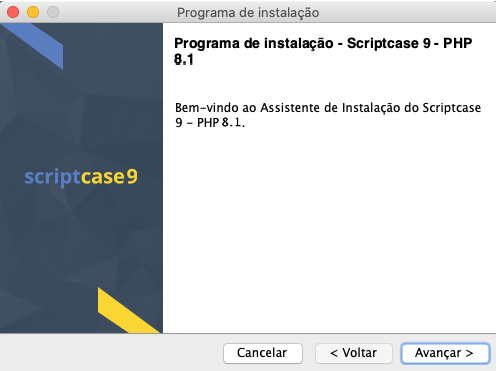 Programa de instalação
Programa de instalação - Scriptcase 9 - PHP
8.1
Bem-vindo ao Assistente de Instalação do Scriptcase
9 - PHP 8.1.
scriptcase9
Cancelar
< Voltar
Avançar >